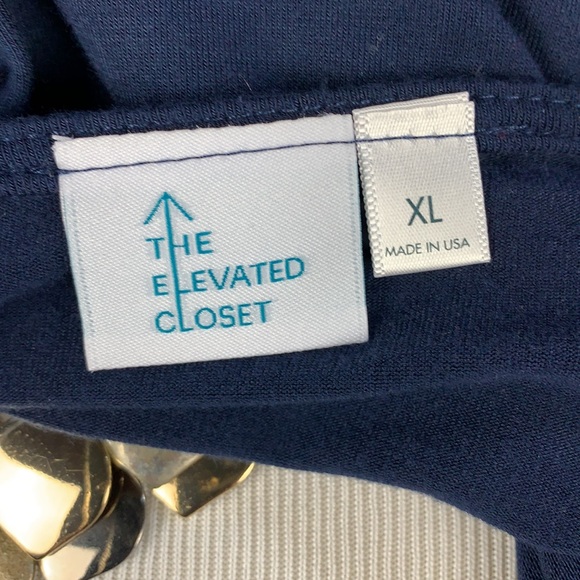 THE
ELEVATED
CLOSET
XL
MADE IN USA